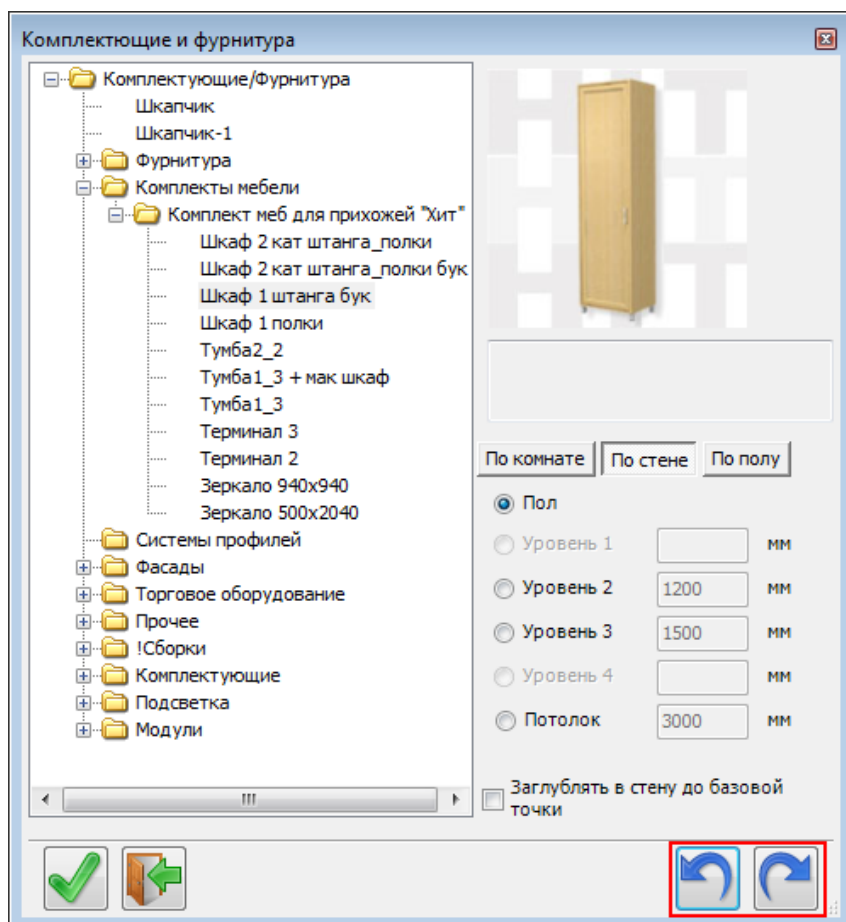 Комплектющие и фурнитура
Комплектующие/Фурнитура
Шкапчик
Шкапчик-1
Фурнитура
Комплекты мебели
Комплект меб для прихожей "Хит"
Шкаф 2 кат штанга_полки
Шкаф 2 кат штанга_полки бук
Шкаф 1 штанга бук
Шкаф 1 полки
Тумба2_2
Тумба1_3 + мак шкаф
Тумба1_3
Терминал 3
Терминал 2
Зеркало 940x940
Зеркало 500x2040
Системы профилей
Фасады
Торговое оборудование
Прочее
!Сборки
Комплектующие
Подсветка
Модули
По комнате По стене По полу
Пол
Уровень 1 мм
Уровень 2 1200 мм
Уровень 3 1500 мм
Уровень 4 мм
Потолок 3000 мм
Заглублять в стену до базовой
точки